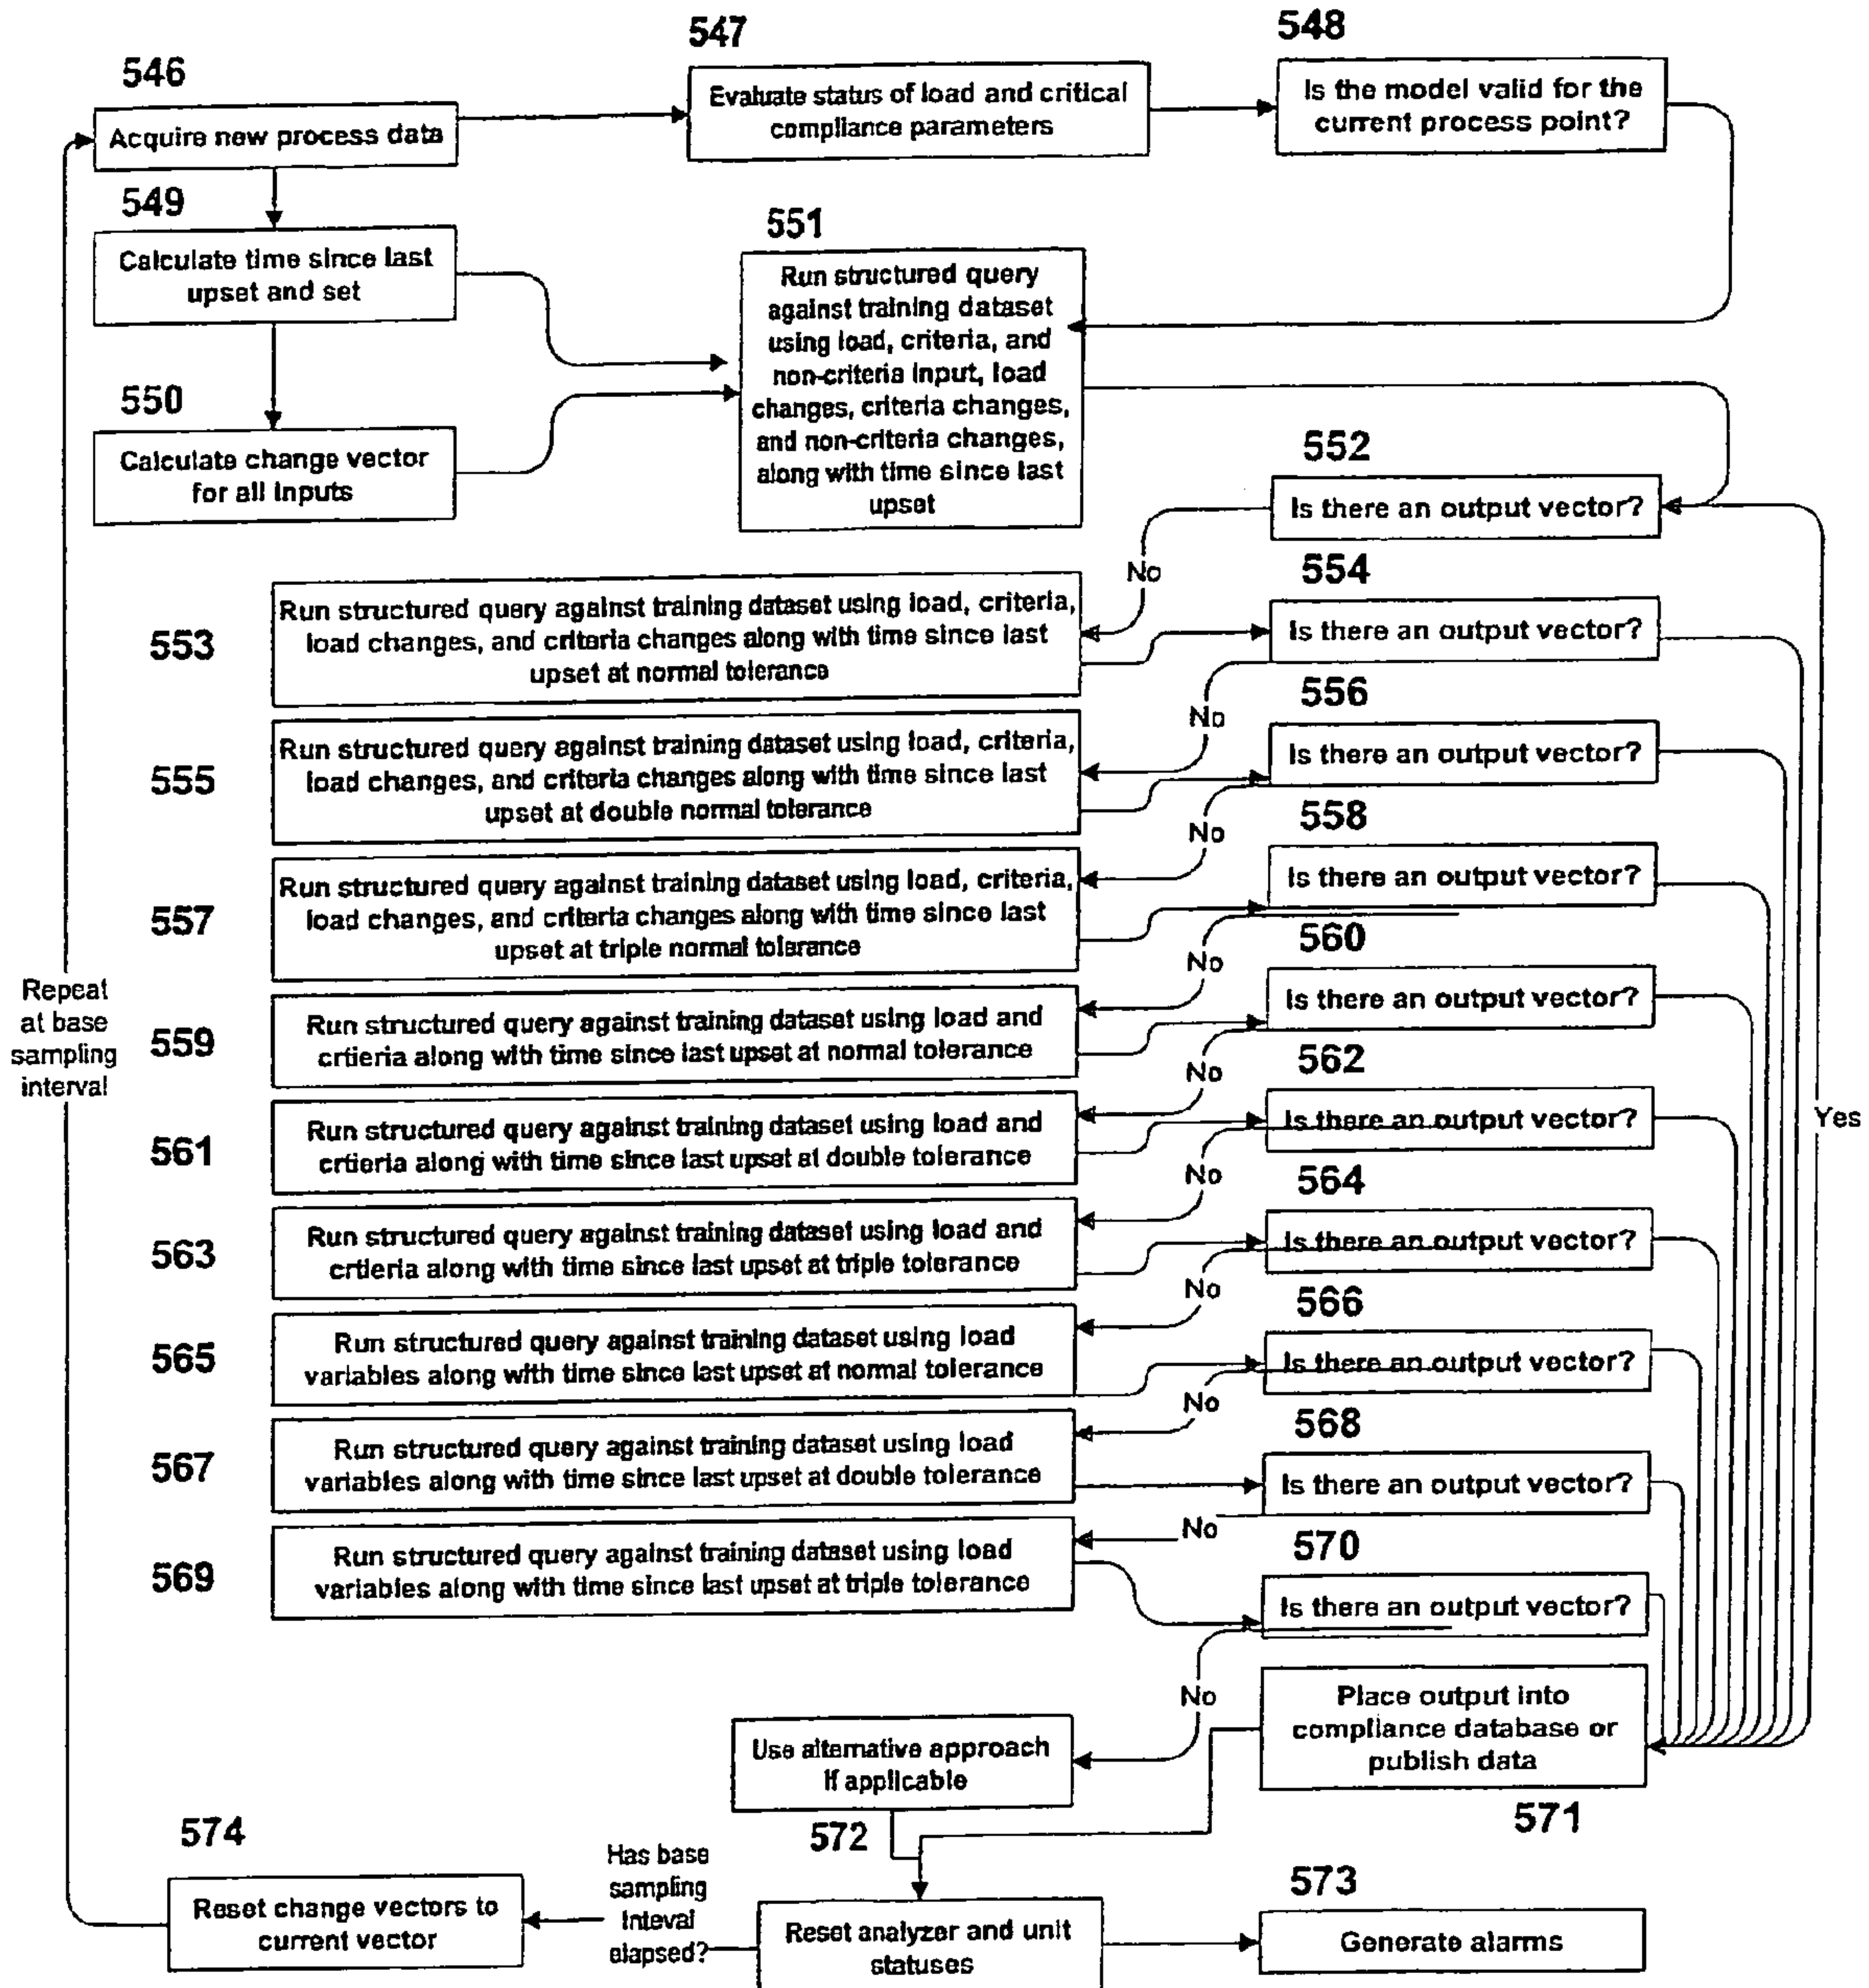 547
548
546
Evaluate status of load and critical
compliance parameters
Is the model valid for the
current process point?
Acquire new process data
549
551
Calculate time since last
upset and set
Run structured query
against training dataset
using load, criteria, and
non-criteria input, load
changes, criteria changes,
and non-criteria changes,
along with time since last
upset
550
Calculate change vector
for all inputs
552
Is there an output vector?
No
554
553
Run structured query against training dataset using load, criteria,
load changes, and criteria changes along with time since last
upset at normal tolerance
Is there an output vector?
556
No
555
Run structured query against training dataset using load, criteria,
load changes, and criteria changes along with time since last
upset at double normal tolerance
Is there an output vector?
558
No
557
Run structured query against training dataset using load, criteria,
load changes, and criteria changes along with time since last
upset at triple normal tolerance
Is there an output vector?
560
No
Repeat
at base
sampling
interval
559
Run structured query against training dataset using load and
crtieria along with time since last upset at normal tolerance
Is there an output vector?
562
No
561
Run structured query against training dataset using load and
crtieria along with time since last upset at double tolerance
Is there an output vector?
Yes
564
No
563
Run structured query against training dataset using load and
crtieria along with time since last upset at triple tolerance
Is there an output vector?
566
No
565
Run structured query against training dataset using load
variables along with time since last upset at normal tolerance
Is there an output vector?
568
No
567
Run structured query against training dataset using load
variables along with time since last upset at double tolerance
Is there an output vector?
570
No
569
Run structured query against training dataset using load
variables along with time since last upset at triple tolerance
Is there an output vector?
No
Place output into
compliance database or
publish data
571
Use alternative approach
if applicable
572
574
Has base
sampling
inteval
elapsed?
573
Reset change vectors to
current vector
Reset analyzer and unit
statuses
Generate alarms